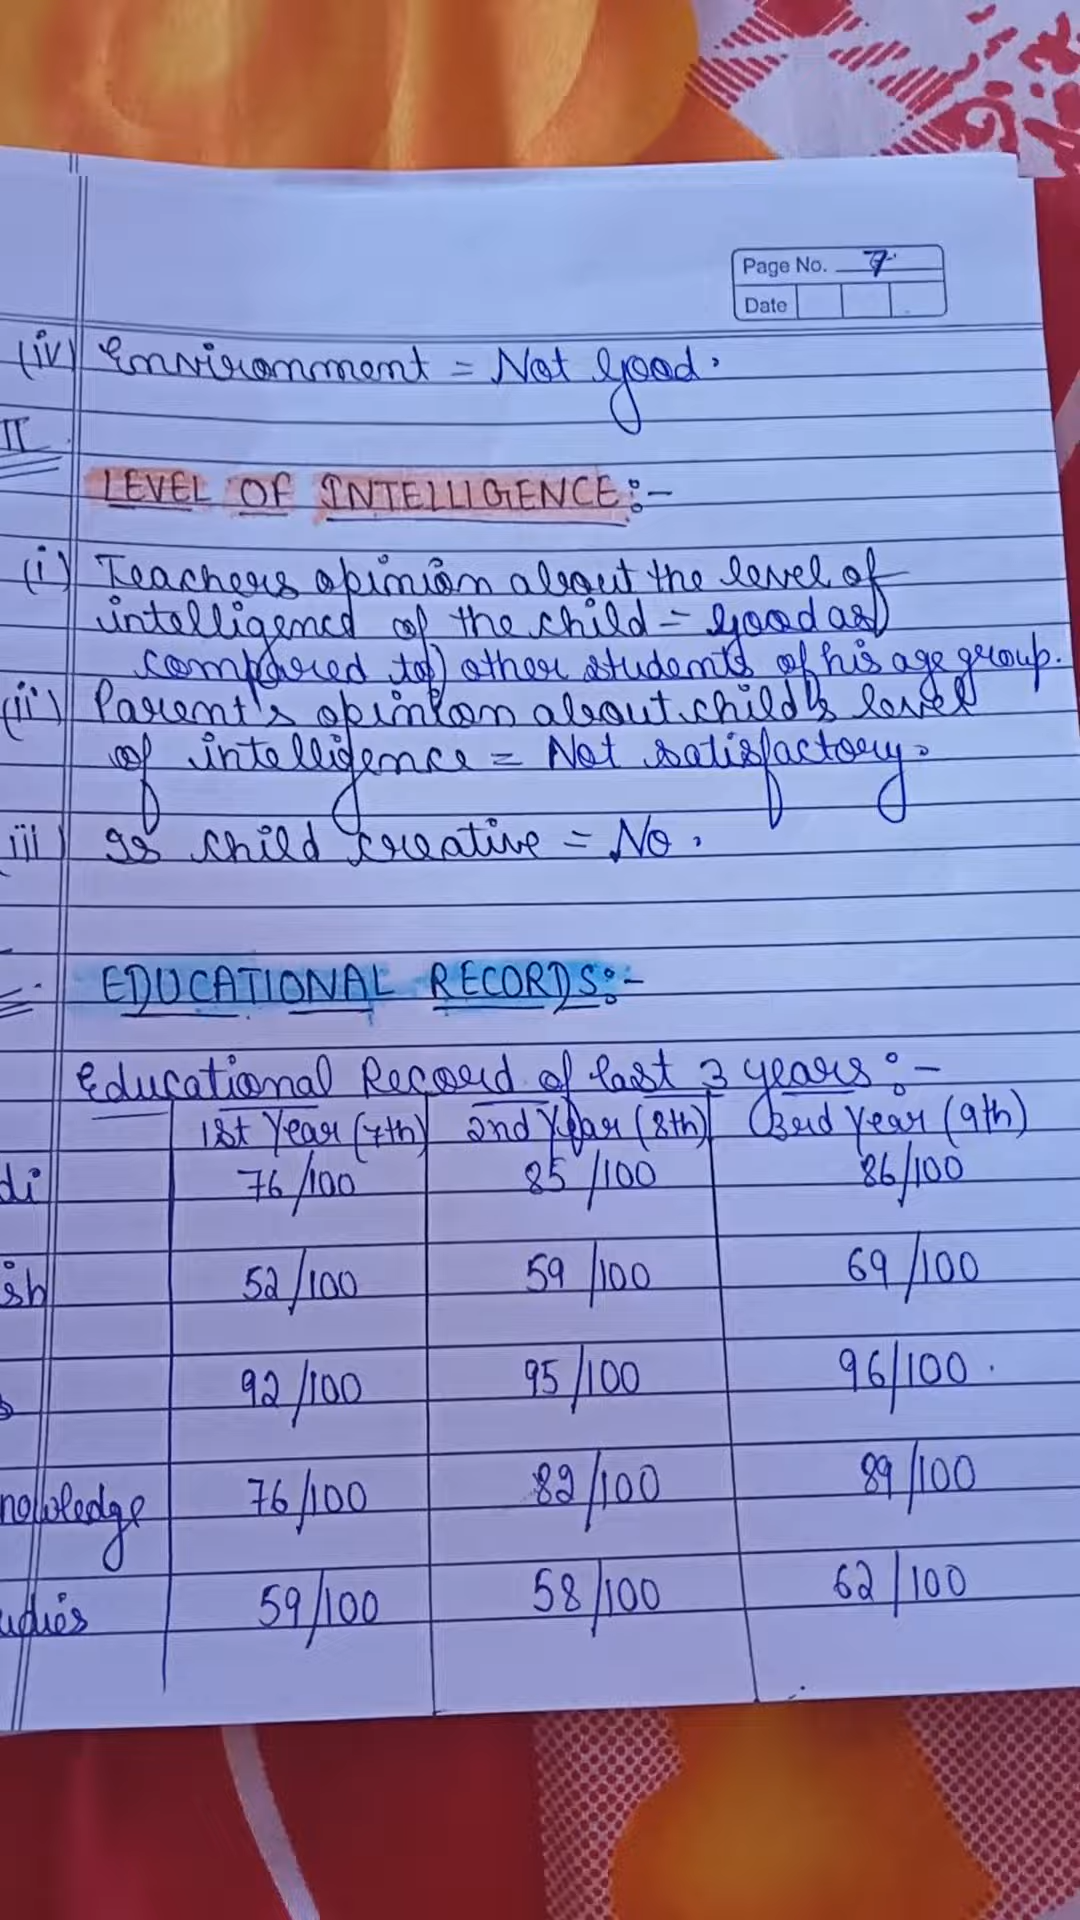 Page No. 7
Date
(iv) Environment = Not Good.
II
LEVEL OF INTELLIGENCE:-
(i) Teachers opinion about the level of
intelligence of the child = good as
compared to other students of his age group.
(ii) Parent's opinion about child's level
of intelligence = Not satisfactory.
iii) Is child creative = No.
EDUCATIONAL RECORDS:-
Educational Record of last 3 years:-
1st Year (7th) 2nd Year (8th) 3rd Year (9th)
di 76/100 85/100 86/100
sh 52/100 59/100 69/100
s 92/100 95/100 96/100
nowledge 76/100 82/100 89/100
udies 59/100 58/100 62/100